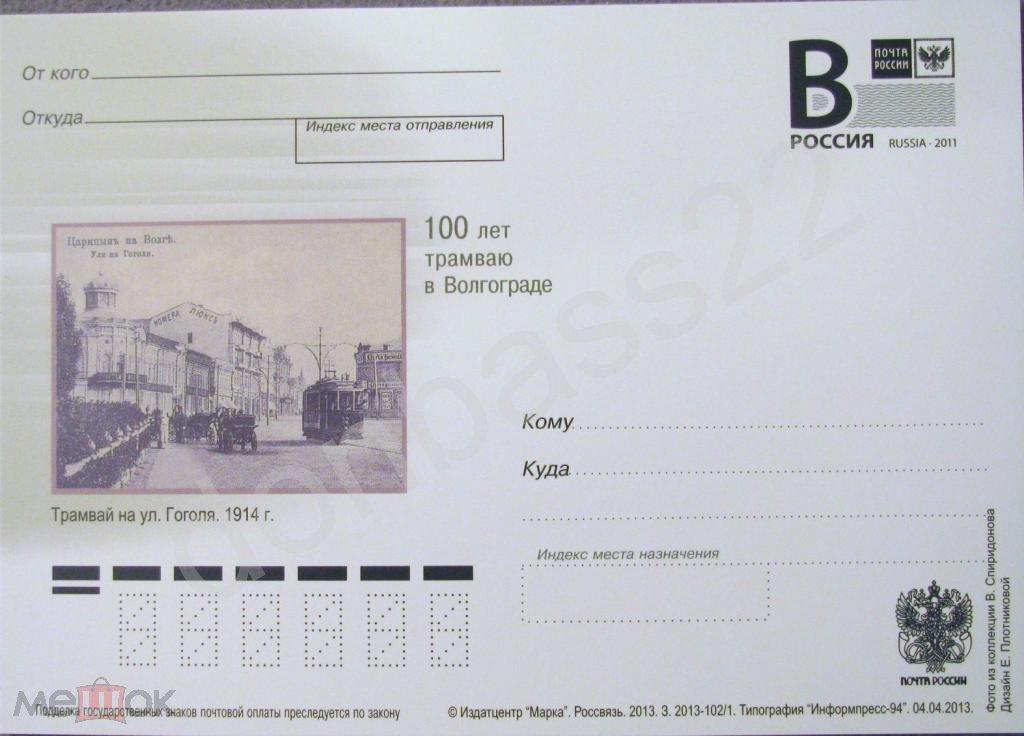 От кого
Откуда
Индекс места отправления
В
ПОЧТА
РОССИИ
РОССИЯ RUSSIA · 2011
100 лет
трамваю
в Волгограде
Царицынъ на Волгѣ.
Гоголя.
НОМЕРА ЛЮКСЪ
Трамвай на ул. Гоголя. 1914 г.
Кому
Куда
Индекс места назначения
ПОЧТА РОССИИ
Фото из коллекции В. Спиридонова
Дизайн Е. Плотниковой
Подделка государственных знаков почтовой оплаты преследуется по закону
© Издатцентр "Марка". Россвязь. 2013. З. 2013-102/1. Типография "Информпресс-94". 04.04.2013.
мешок
donbass22